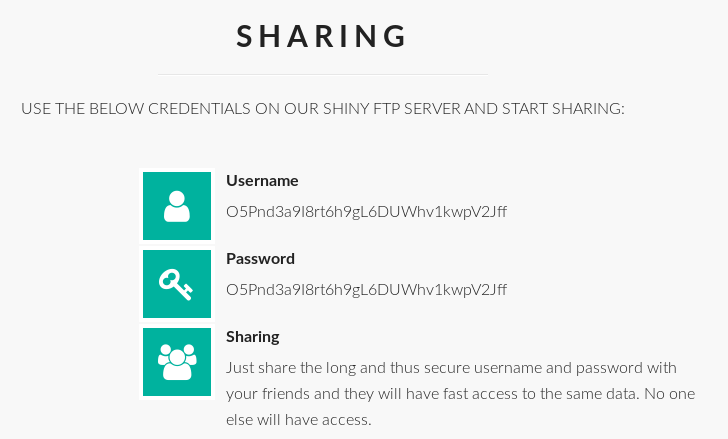 SHARING
USE THE BELOW CREDENTIALS ON OUR SHINY FTP SERVER AND START SHARING:
Username
O5Pnd3a9I8rt6h9gL6DUWhv1kwpV2Jff
Password
O5Pnd3a9I8rt6h9gL6DUWhv1kwpV2Jff
Sharing
Just share the long and thus secure username and password with
your friends and they will have fast access to the same data. No one
else will have access.